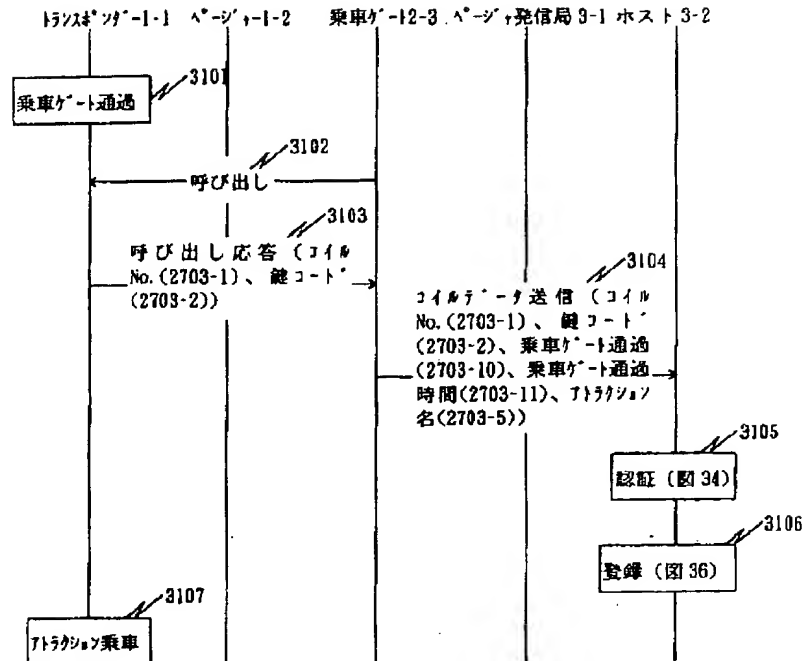 トランスポンダー1-1 ページャー1-2 乗車ゲート2-3 ページャ発信局3-1 ホスト3-2
3101
乗車ゲート通過
3102
呼び出し
3103
呼び出し応答(コイル
No.(2703-1)、鍵コード
(2703-2))
3104
コイルデータ送信(コイル
No.(2703-1)、鍵コード
(2703-2)、乗車ゲート通過
(2703-10)、乗車ゲート通過
時間(2703-11)、アトラクション
名(2703-5))
3105
認証(図34)
3106
登録(図36)
3107
アトラクション乗車